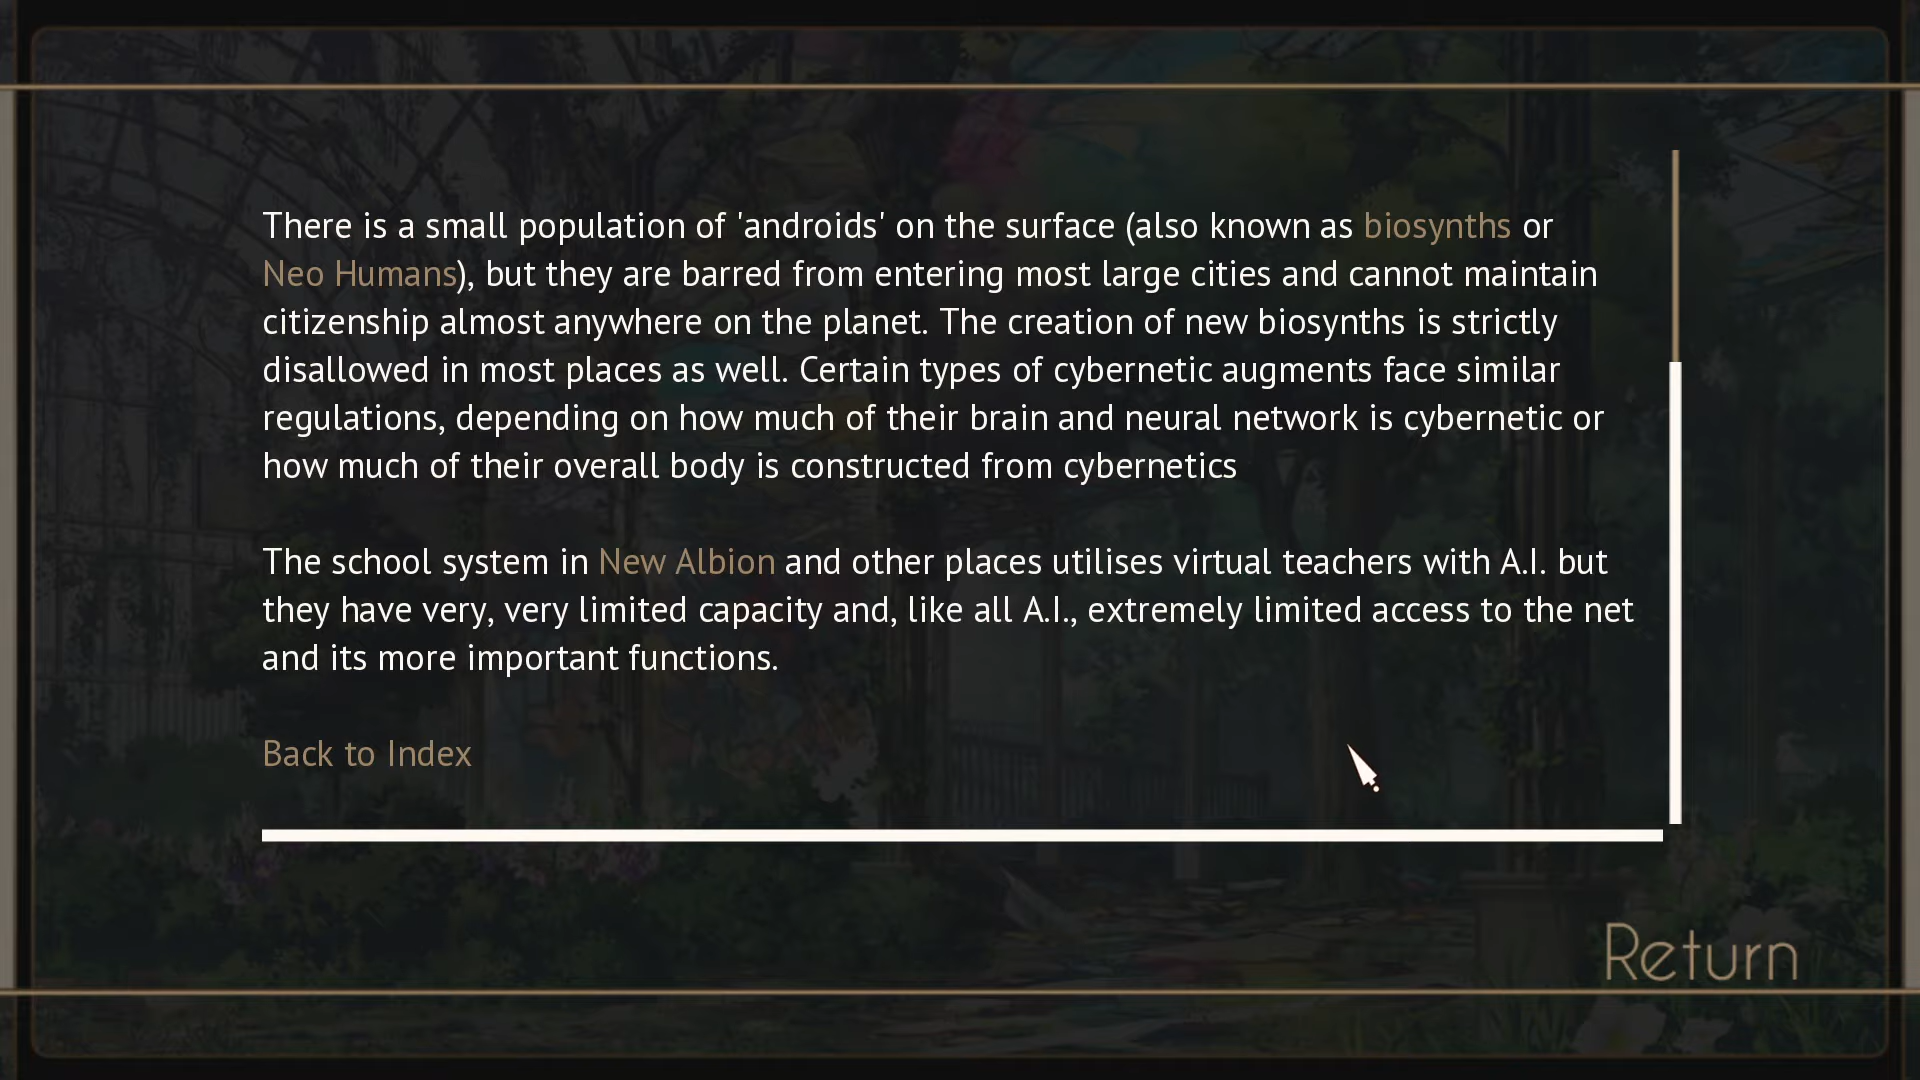 There is a small population of 'androids' on the surface (also known as biosynths or
Neo Humans), but they are barred from entering most large cities and cannot maintain
citizenship almost anywhere on the planet. The creation of new biosynths is strictly
disallowed in most places as well. Certain types of cybernetic augments face similar
regulations, depending on how much of their brain and neural network is cybernetic or
how much of their overall body is constructed from cybernetics
The school system in New Albion and other places utilises virtual teachers with A.I. but
they have very, very limited capacity and, like all A.I., extremely limited access to the net
and its more important functions.
Back to Index
Return